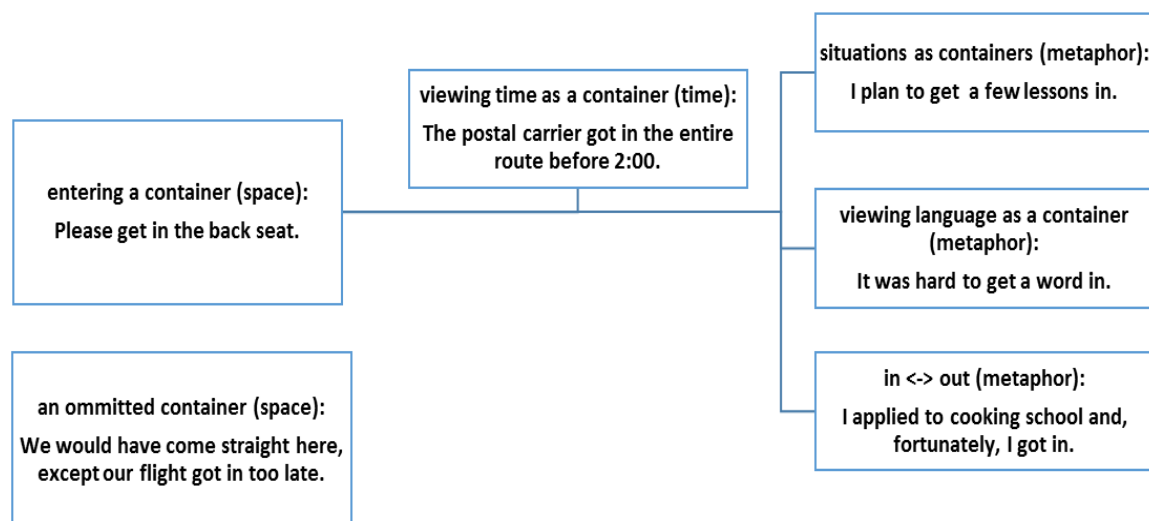 entering a container (space):
Please get in the back seat.
an ommitted container (space):
We would have come straight here,
except our flight got in too late.
viewing time as a container (time):
The postal carrier got in the entire
route before 2:00.
situations as containers (metaphor):
I plan to get a few lessons in.
viewing language as a container
(metaphor):
It was hard to get a word in.
in <-> out (metaphor):
I applied to cooking school and,
fortunately, I got in.